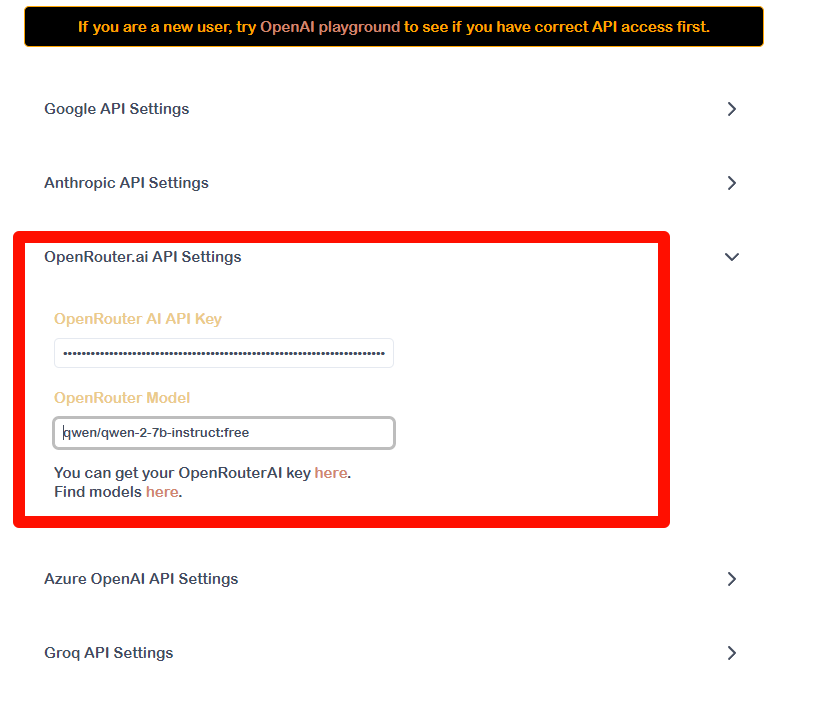 If you are a new user, try OpenAI playground to see if you have correct API access first.
Google API Settings
Anthropic API Settings
OpenRouter.ai API Settings
OpenRouter AI API Key
OpenRouter Model
qwen/qwen-2-7b-instruct:free
You can get your OpenRouterAI key here.
Find models here.
Azure OpenAI API Settings
Groq API Settings